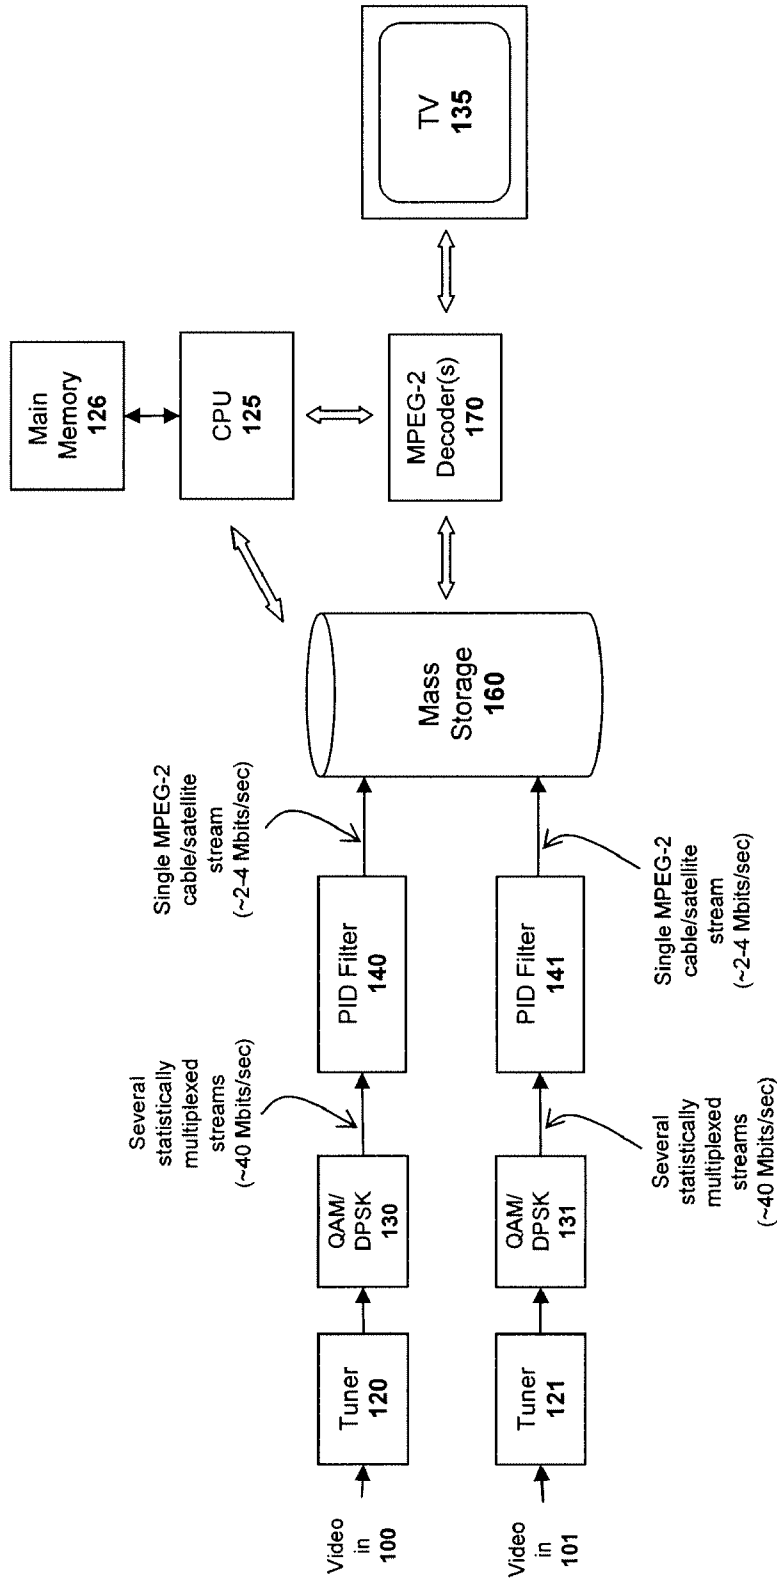 Video
in
100
Tuner
120
QAM/
DPSK
130
Several
statistically
multiplexed
streams
(~40 Mbits/sec)
PID Filter
140
Single MPEG-2
cable/satellite
stream
(~2-4 Mbits/sec)
Video
in
101
Tuner
121
QAM/
DPSK
131
Several
statistically
multiplexed
streams
(~40 Mbits/sec)
PID Filter
141
Single MPEG-2
cable/satellite
stream
(~2-4 Mbits/sec)
Mass
Storage
160
Main
Memory
126
CPU
125
MPEG-2
Decoder(s)
170
TV
135